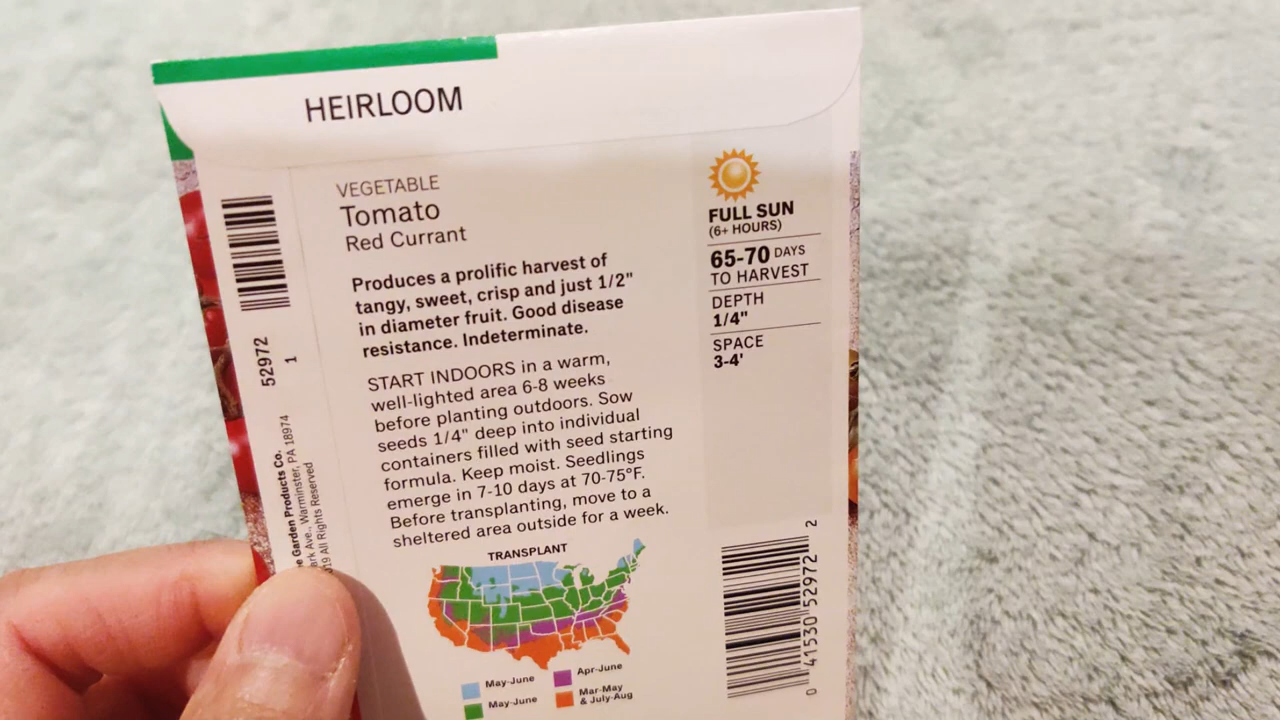 HEIRLOOM
VEGETABLE
Tomato
Red Currant
Produces a prolific harvest of
tangy, sweet, crisp and just 1/2"
in diameter fruit. Good disease
resistance. Indeterminate.
START INDOORS in a warm,
well-lighted area 6-8 weeks
before planting outdoors. Sow
seeds 1/4" deep into individual
containers filled with seed starting
formula. Keep moist. Seedlings
emerge in 7-10 days at 70-75°F.
Before transplanting, move to a
sheltered area outside for a week.
TRANSPLANT
May-June
May-June
Apr-June
Mar-May
& July-Aug
FULL SUN
(6+ HOURS)
65-70 DAYS
TO HARVEST
DEPTH
1/4"
SPACE
3-4'
0 41530 52972 2
52972
1
Garden Products Co.
Ave., Warminster, PA 18974
All Rights Reserved